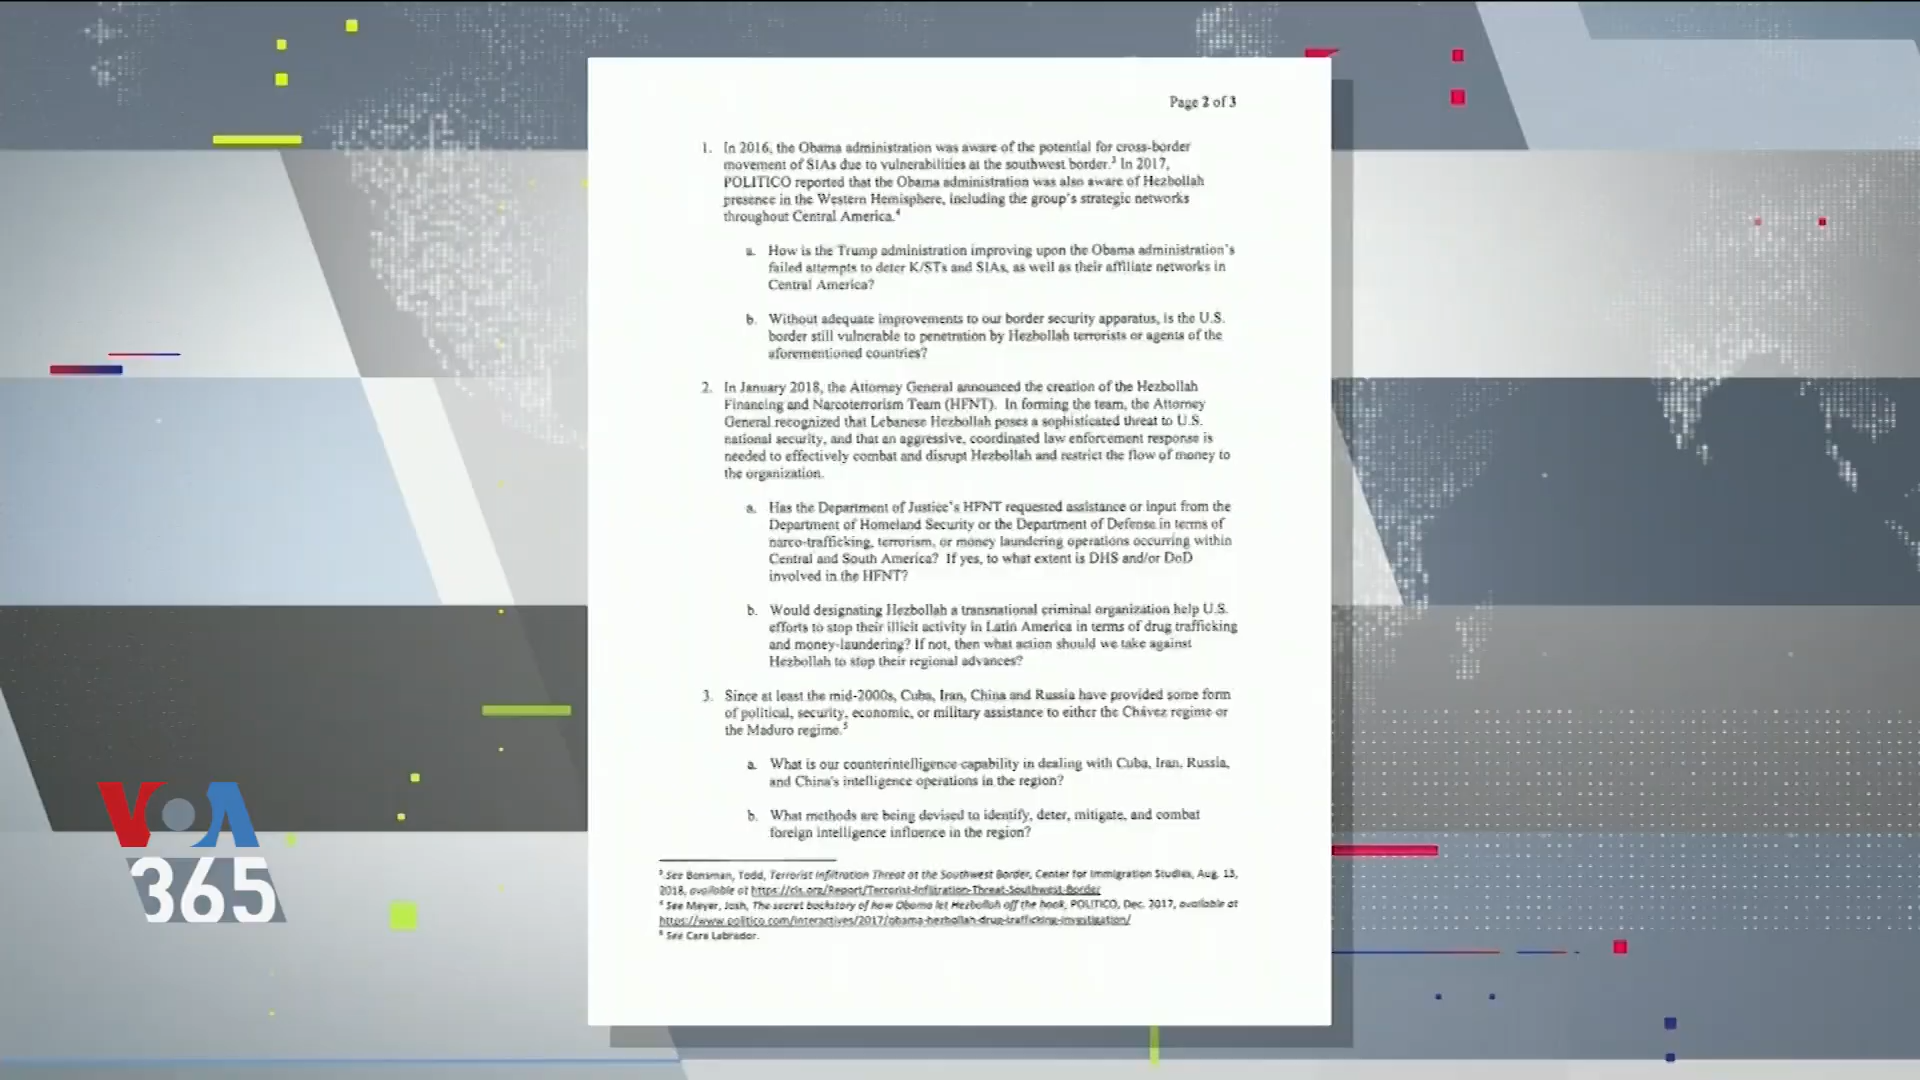 Page 2 of 3
1. In 2016, the Obama administration was aware of the potential for cross-border
movement of SIAs due to vulnerabilities at the southwest border.³ In 2017,
POLITICO reported that the Obama administration was also aware of Hezbollah
presence in the Western Hemisphere, including the group's strategic networks
throughout Central America.⁴
a. How is the Trump administration improving upon the Obama administration's
failed attempts to deter K/STs and SIAs, as well as their affiliate networks in
Central America?
b. Without adequate improvements to our border security apparatus, is the U.S.
border still vulnerable to penetration by Hezbollah terrorists or agents of the
aforementioned countries?
2. In January 2018, the Attorney General announced the creation of the Hezbollah
Financing and Narcoterrorism Team (HFNT). In forming the team, the Attorney
General recognized that Lebanese Hezbollah poses a sophisticated threat to U.S.
national security, and that an aggressive, coordinated law enforcement response is
needed to effectively combat and disrupt Hezbollah and restrict the flow of money to
the organization.
a. Has the Department of Justice's HFNT requested assistance or input from the
Department of Homeland Security or the Department of Defense in terms of
narco-trafficking, terrorism, or money laundering operations occurring within
Central and South America? If yes, to what extent is DHS and/or DoD
involved in the HFNT?
b. Would designating Hezbollah a transnational criminal organization help U.S.
efforts to stop their illicit activity in Latin America in terms of drug trafficking
and money-laundering? If not, then what action should we take against
Hezbollah to stop their regional advances?
3. Since at least the mid-2000s, Cuba, Iran, China and Russia have provided some form
of political, security, economic, or military assistance to either the Chávez regime or
the Maduro regime.⁵
a. What is our counterintelligence capability in dealing with Cuba, Iran, Russia,
and China's intelligence operations in the region?
b. What methods are being devised to identify, deter, mitigate, and combat
foreign intelligence influence in the region?
³ See Bensman, Todd, Terrorist Infiltration Threat at the Southwest Border, Center for Immigration Studies, Aug. 13,
2018, available at https://cis.org/Report/Terrorist-Infiltration-Threat-Southwest-Border
⁴ See Meyer, Josh, The secret backstory of how Obama let Hezbollah off the hook, POLITICO, Dec. 2017, available at
https://www.politico.com/interactives/2017/obama-hezbollah-drug-trafficking-investigation/
⁵ See Cara Labrador.
VOA
365